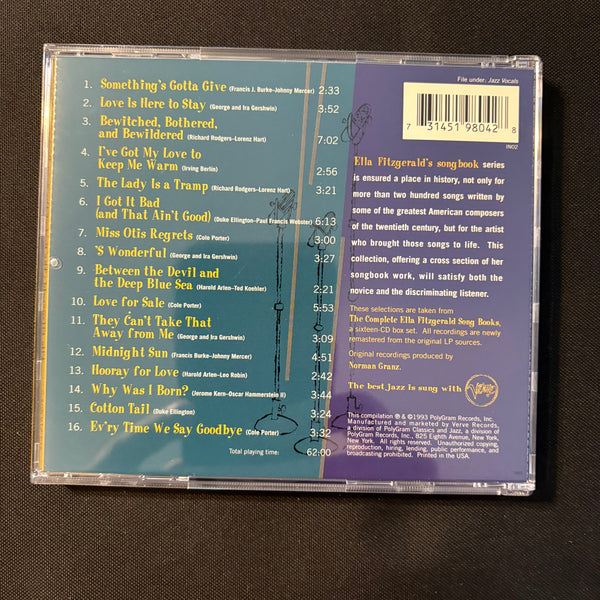 1. Something's Gotta Give (Francis J. Burke–Johnny Mercer) 2:33
2. Love Is Here to Stay (George and Ira Gershwin) 3:52
3. Bewitched, Bothered,
and Bewildered (Richard Rodgers–Lorenz Hart) 7:02
4. I've Got My Love to
Keep Me Warm (Irving Berlin) 2:56
5. The Lady Is a Tramp (Richard Rodgers–Lorenz Hart) 3:21
6. I Got It Bad
(and That Ain't Good) (Duke Ellington–Paul Francis Webster) 6:13
7. Miss Otis Regrets (Cole Porter) 3:00
8. 'S Wonderful (George and Ira Gershwin) 3:27
9. Between the Devil and
the Deep Blue Sea (Harold Arlen–Ted Koehler) 2:21
10. Love for Sale (Cole Porter) 5:53
11. They Can't Take That
Away from Me (George and Ira Gershwin) 3:09
12. Midnight Sun (Francis Burke–Johnny Mercer) 4:51
13. Hooray for Love (Harold Arlen–Leo Robin) 2:42
14. Why Was I Born? (Jerome Kern–Oscar Hammerstein II) 3:44
15. Cotton Tail (Duke Ellington) 3:24
16. Ev'ry Time We Say Goodbye (Cole Porter) 3:32
Total playing time: 62:00
File under: Jazz Vocals
7 31451 98042 8
IN02
Ella Fitzgerald's songbook series
is ensured a place in history, not only for
more than two hundred songs written by
some of the greatest American composers
of the twentieth century, but for the artist
who brought those songs to life. This
collection, offering a cross section of her
songbook work, will satisfy both the
novice and the discriminating listener.
These selections are taken from
The Complete Ella Fitzgerald Song Books,
a sixteen-CD box set. All recordings are newly
remastered from the original LP sources.
Original recordings produced by
Norman Granz.
The best jazz is sung with Verve
This compilation ℗ & ©1993 PolyGram Records, Inc.
Manufactured and marketed by Verve Records,
a division of PolyGram Classics and Jazz, a division of
PolyGram Records, Inc., 825 Eighth Avenue, New York,
New York. All rights reserved. Unauthorized copying,
reproduction, hiring, lending, public performance, and
broadcasting prohibited. Printed in the USA.